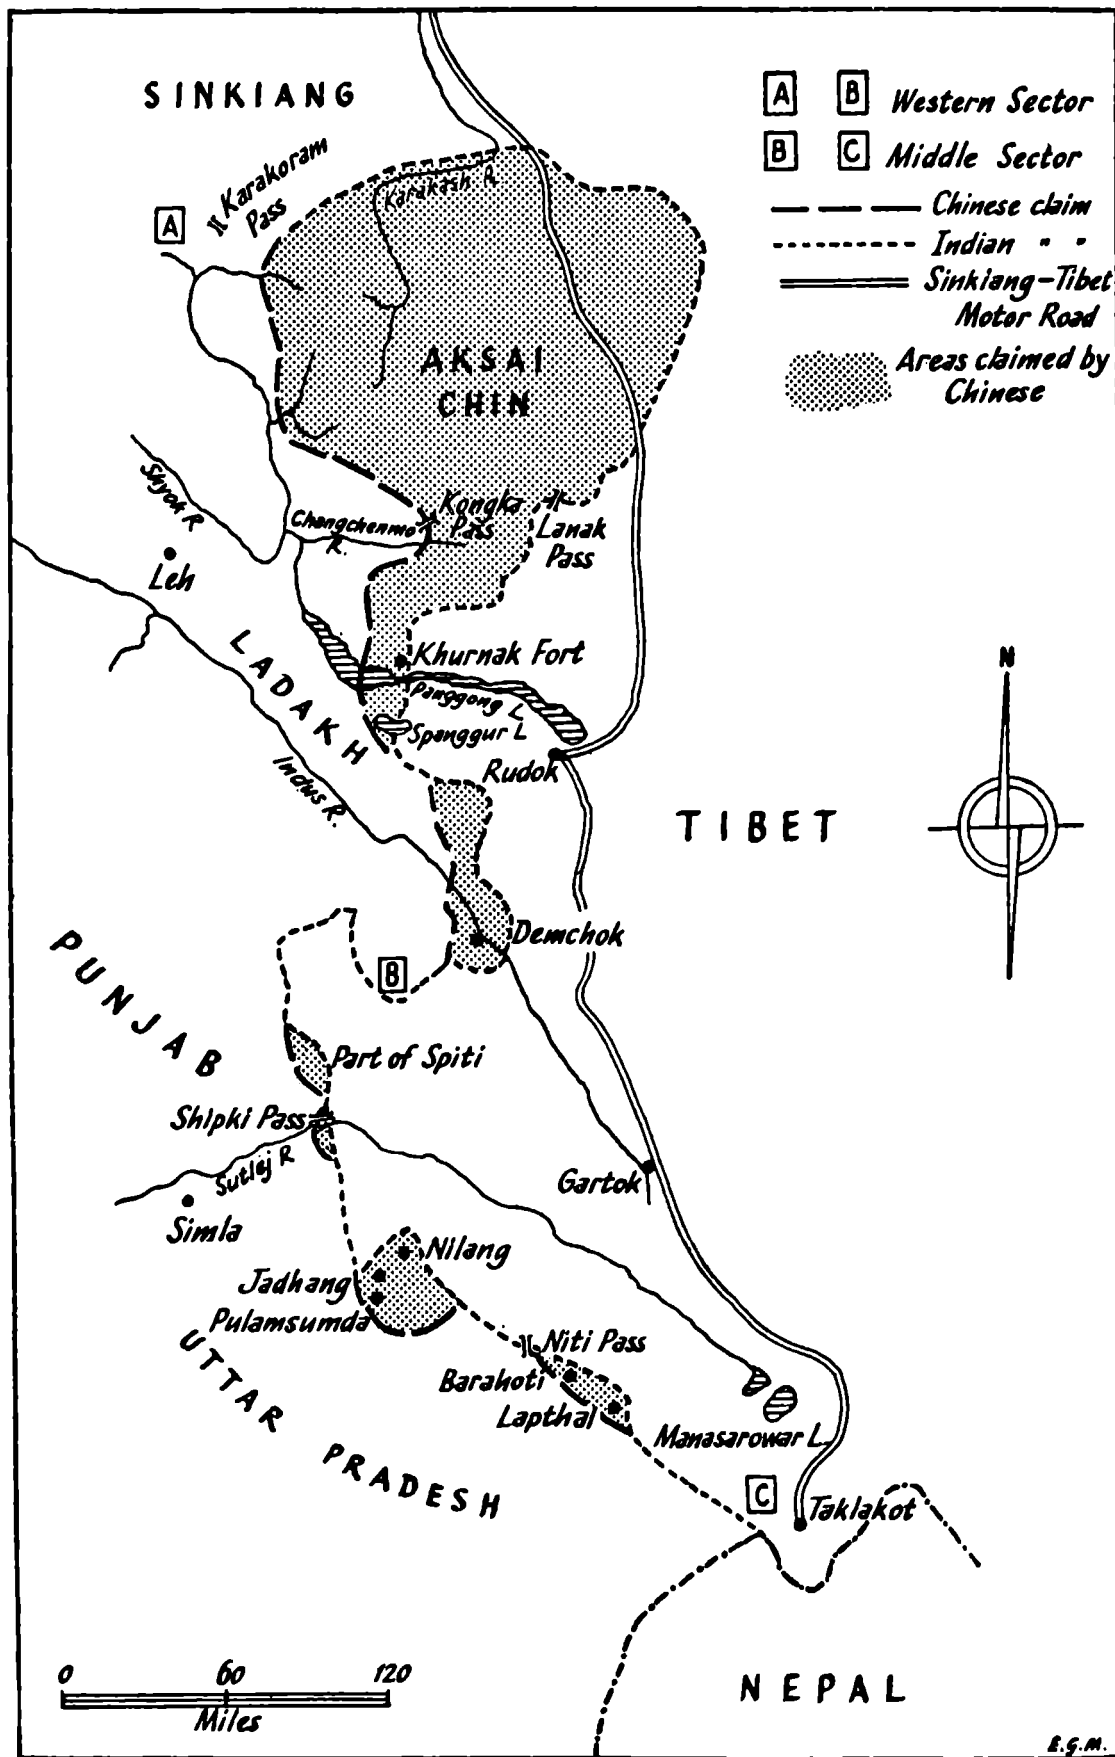 SINKIANG
A B Western Sector
B C Middle Sector
Chinese claim
Indian " "
Sinkiang-Tibet
Motor Road
Areas claimed by
Chinese
Karakoram
Pass
A
Karakash R
AKSAI
CHIN
Shyok R
Kongka
Pass
Lanak
Pass
Changchenmo
R.
Leh
LADAKH
Khurnak Fort
Panggong L
Spanggur L
Rudok
Indus R.
TIBET
N
Demchok
PUNJAB
B
Part of Spiti
Shipki Pass
Sutlej R
Simla
Gartok
Nilang
Jadhang
Pulamsumda
UTTAR PRADESH
Niti Pass
Barahoti
Lapthal
Manasarowar L.
C
Taklakot
0 60 120
Miles
NEPAL
E.G.M.